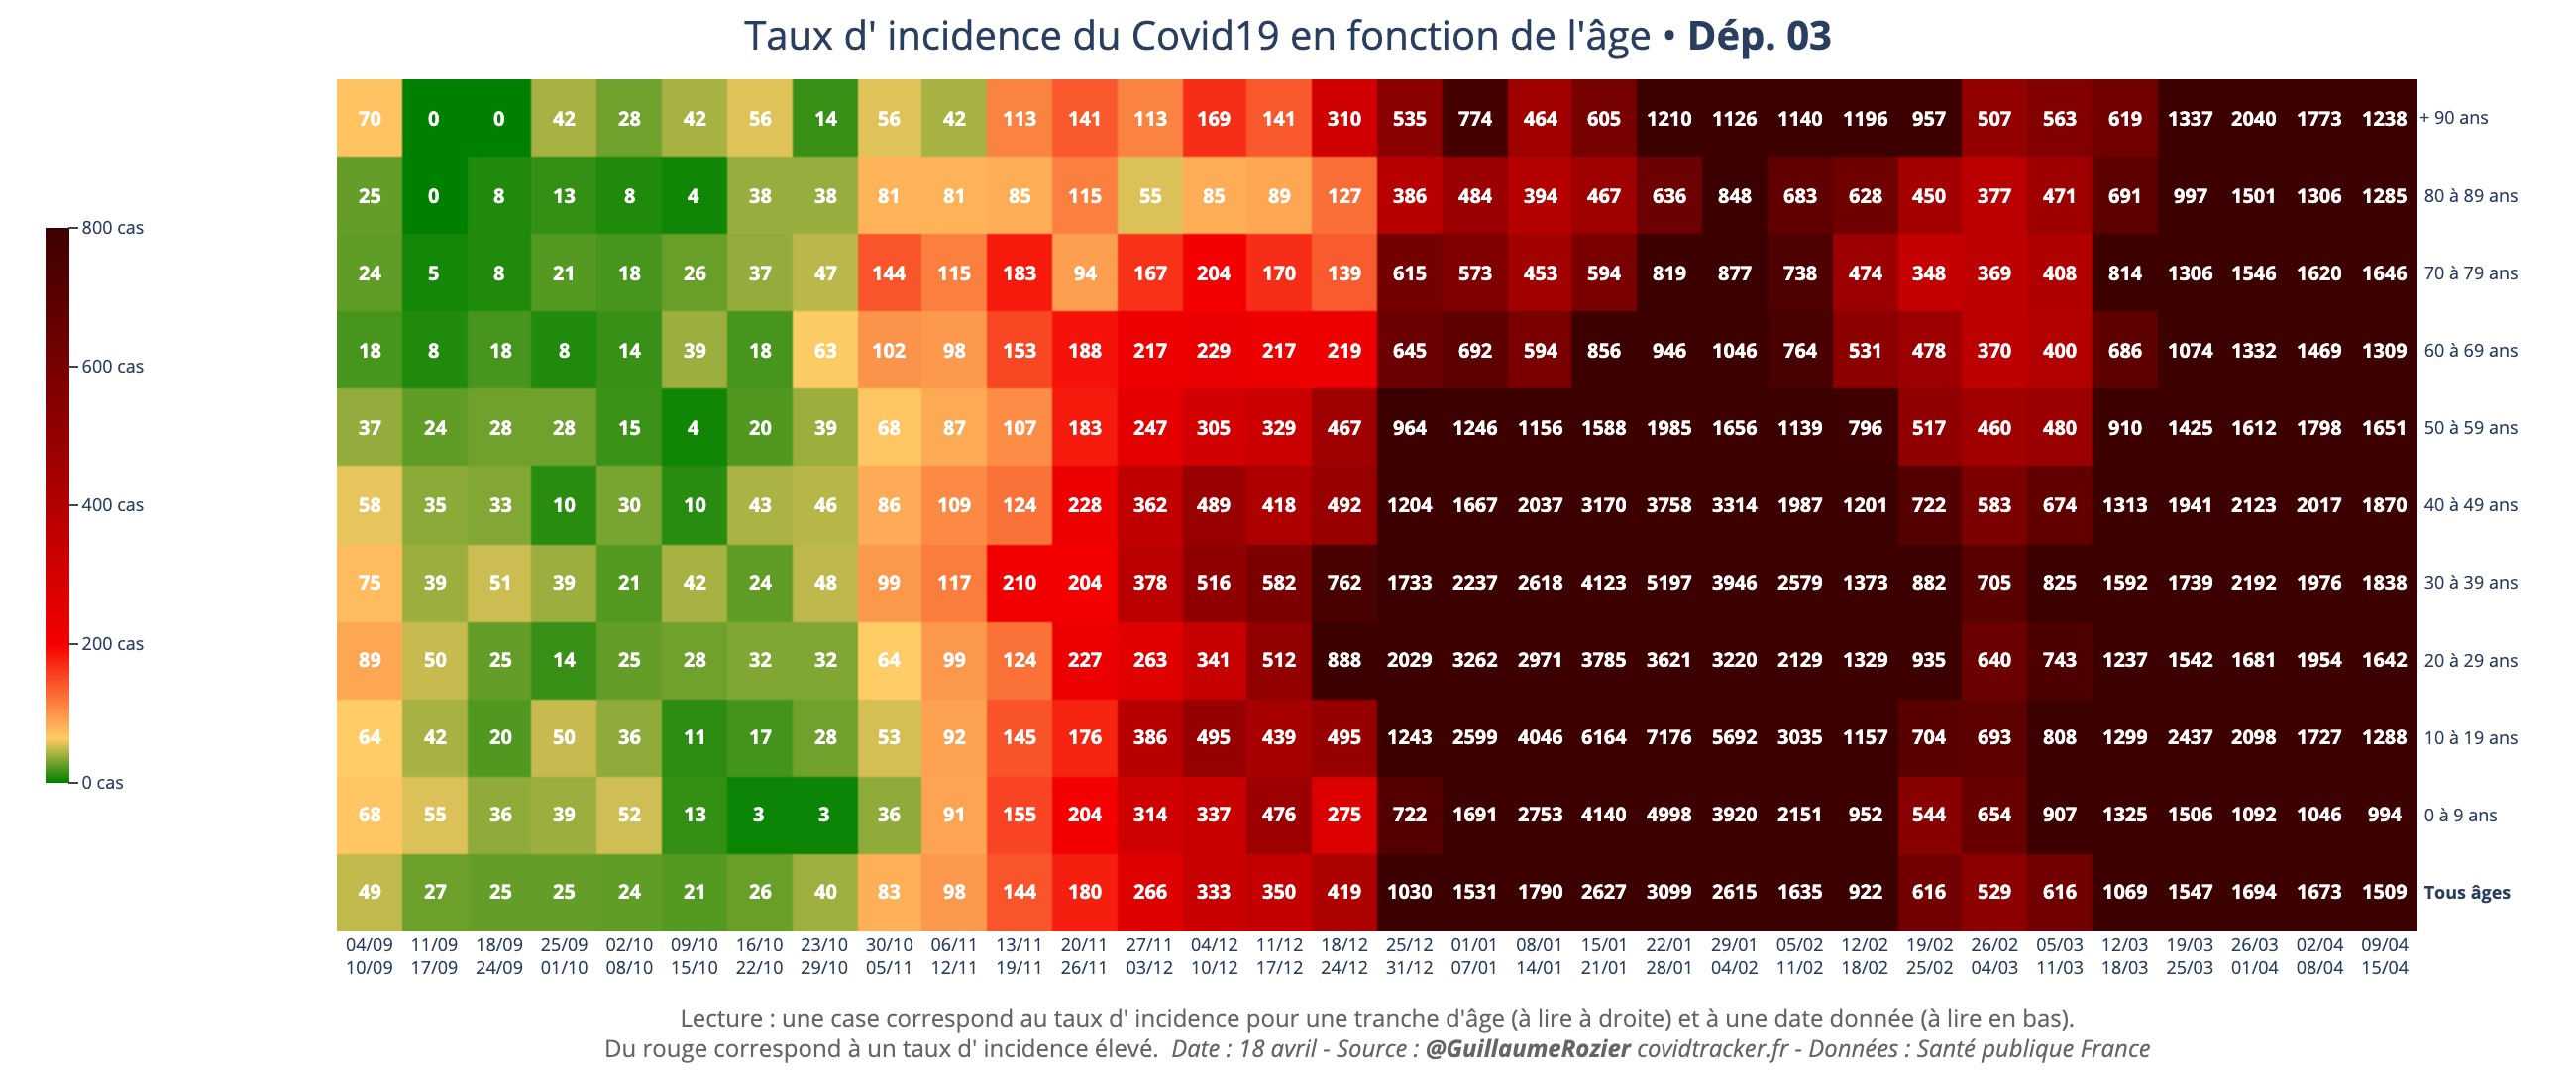 Taux d' incidence du Covid19 en fonction de l'âge • Dép. 03
800 cas
600 cas
400 cas
200 cas
0 cas
70 0 0 42 28 42 56 14 56 42 113 141 113 169 141 310 535 774 464 605 1210 1126 1140 1196 957 507 563 619 1337 2040 1773 1238 + 90 ans
25 0 8 13 8 4 38 38 81 81 85 115 55 85 89 127 386 484 394 467 636 848 683 628 450 377 471 691 997 1501 1306 1285 80 à 89 ans
24 5 8 21 18 26 37 47 144 115 183 94 167 204 170 139 615 573 453 594 819 877 738 474 348 369 408 814 1306 1546 1620 1646 70 à 79 ans
18 8 18 8 14 39 18 63 102 98 153 188 217 229 217 219 645 692 594 856 946 1046 764 531 478 370 400 686 1074 1332 1469 1309 60 à 69 ans
37 24 28 28 15 4 20 39 68 87 107 183 247 305 329 467 964 1246 1156 1588 1985 1656 1139 796 517 460 480 910 1425 1612 1798 1651 50 à 59 ans
58 35 33 10 30 10 43 46 86 109 124 228 362 489 418 492 1204 1667 2037 3170 3758 3314 1987 1201 722 583 674 1313 1941 2123 2017 1870 40 à 49 ans
75 39 51 39 21 42 24 48 99 117 210 204 378 516 582 762 1733 2237 2618 4123 5197 3946 2579 1373 882 705 825 1592 1739 2192 1976 1838 30 à 39 ans
89 50 25 14 25 28 32 32 64 99 124 227 263 341 512 888 2029 3262 2971 3785 3621 3220 2129 1329 935 640 743 1237 1542 1681 1954 1642 20 à 29 ans
64 42 20 50 36 11 17 28 53 92 145 176 386 495 439 495 1243 2599 4046 6164 7176 5692 3035 1157 704 693 808 1299 2437 2098 1727 1288 10 à 19 ans
68 55 36 39 52 13 3 3 36 91 155 204 314 337 476 275 722 1691 2753 4140 4998 3920 2151 952 544 654 907 1325 1506 1092 1046 994 0 à 9 ans
49 27 25 25 24 21 26 40 83 98 144 180 266 333 350 419 1030 1531 1790 2627 3099 2615 1635 922 616 529 616 1069 1547 1694 1673 1509 Tous âges
04/09 11/09 18/09 25/09 02/10 09/10 16/10 23/10 30/10 06/11 13/11 20/11 27/11 04/12 11/12 18/12 25/12 01/01 08/01 15/01 22/01 29/01 05/02 12/02 19/02 26/02 05/03 12/03 19/03 26/03 02/04 09/04
10/09 17/09 24/09 01/10 08/10 15/10 22/10 29/10 05/11 12/11 19/11 26/11 03/12 10/12 17/12 24/12 31/12 07/01 14/01 21/01 28/01 04/02 11/02 18/02 25/02 04/03 11/03 18/03 25/03 01/04 08/04 15/04
Lecture : une case correspond au taux d' incidence pour une tranche d'âge (à lire à droite) et à une date donnée (à lire en bas).
Du rouge correspond à un taux d' incidence élevé. Date : 18 avril - Source : @GuillaumeRozier covidtracker.fr - Données : Santé publique France